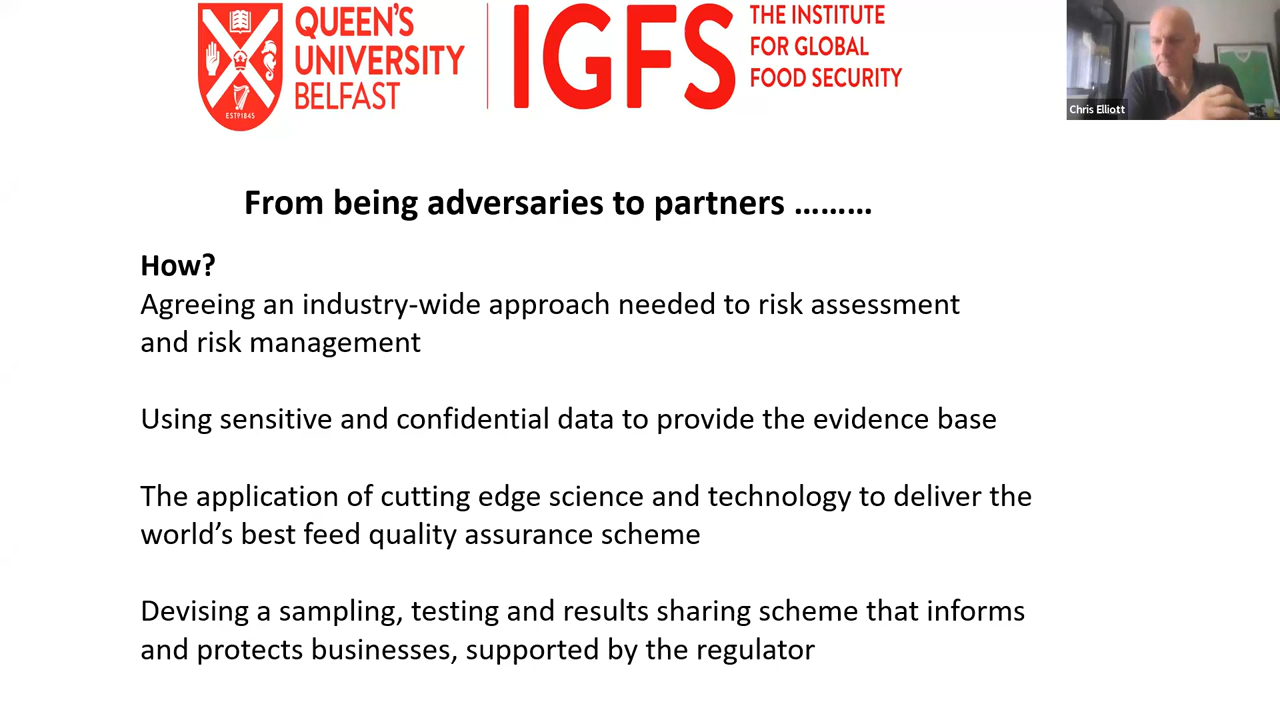 QUEEN'S
UNIVERSITY
BELFAST
ESTD1845
IGFS
THE INSTITUTE
FOR GLOBAL
FOOD SECURITY
Chris Elliott
From being adversaries to partners ………
How?
Agreeing an industry-wide approach needed to risk assessment
and risk management
Using sensitive and confidential data to provide the evidence base
The application of cutting edge science and technology to deliver the
world’s best feed quality assurance scheme
Devising a sampling, testing and results sharing scheme that informs
and protects businesses, supported by the regulator